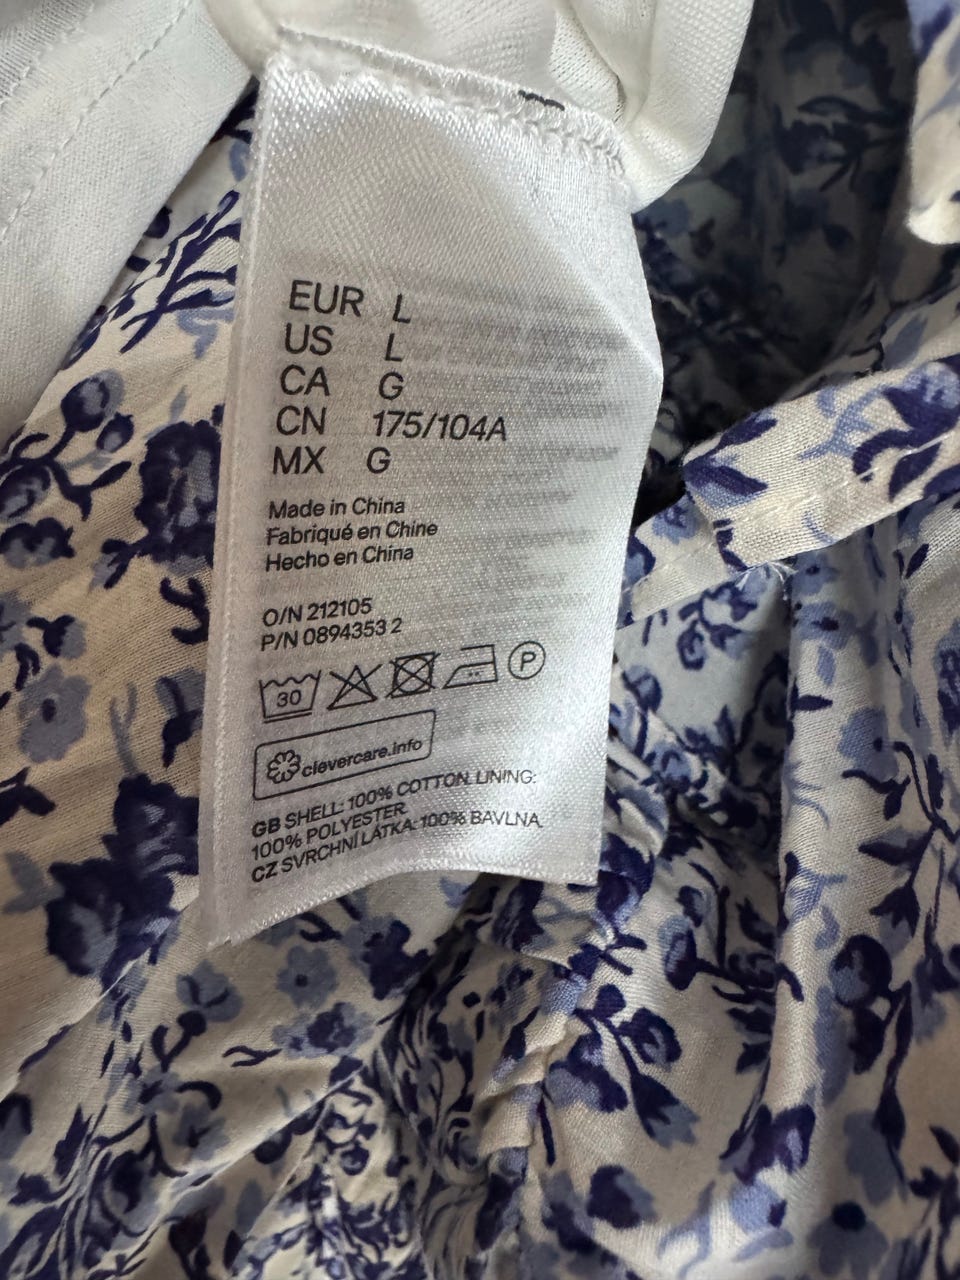 EUR L
US L
CA G
CN 175/104A
MX G
Made in China
Fabriqué en Chine
Hecho en China
O/N 212105
P/N 0894353 2
30 P
clevercare.info
GB SHELL: 100% COTTON. LINING:
100% POLYESTER.
CZ SVRCHNÍ LÁTKA: 100% BAVLNA.